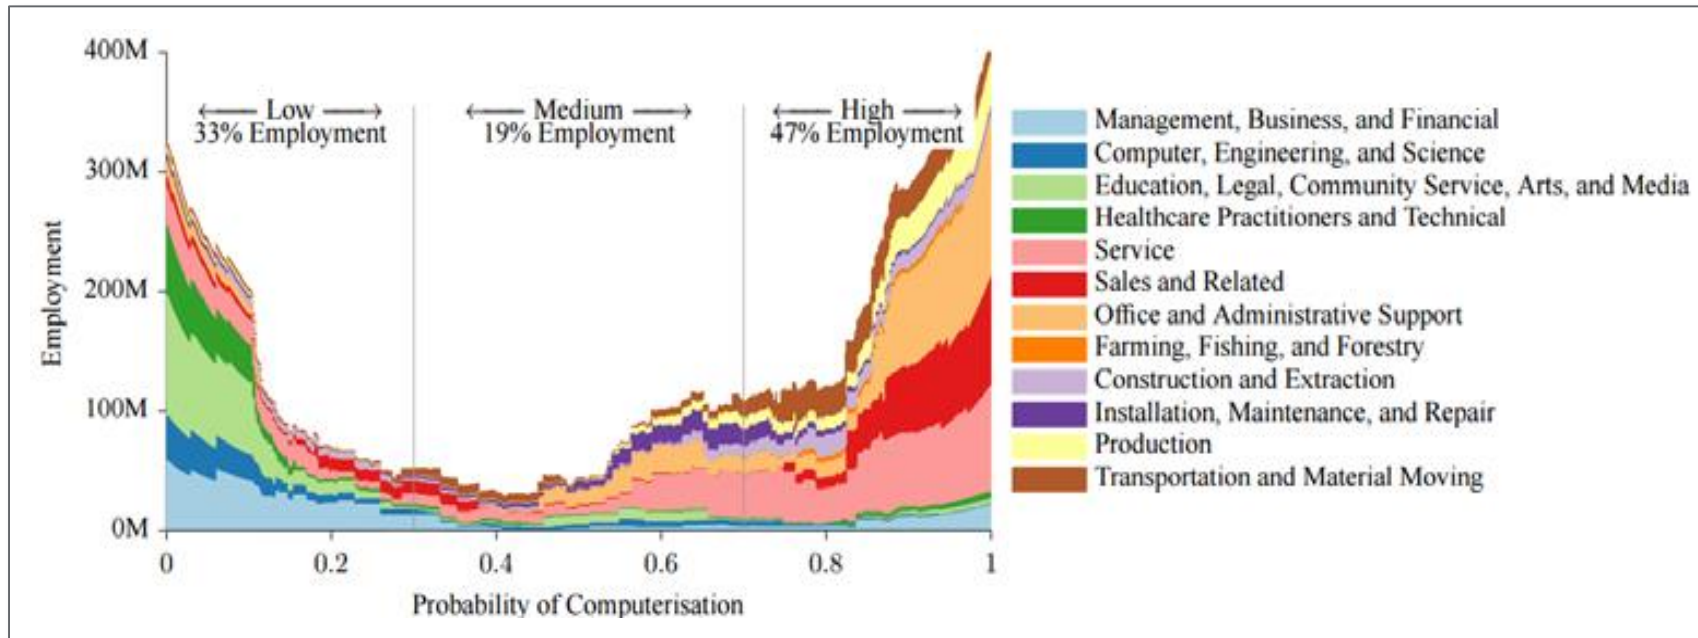 400M
300M
200M
100M
0M
Employment
Low
33% Employment
Medium
19% Employment
High
47% Employment
0
0.2
0.4
0.6
0.8
1
Probability of Computerisation
Management, Business, and Financial
Computer, Engineering, and Science
Education, Legal, Community Service, Arts, and Media
Healthcare Practitioners and Technical
Service
Sales and Related
Office and Administrative Support
Farming, Fishing, and Forestry
Construction and Extraction
Installation, Maintenance, and Repair
Production
Transportation and Material Moving